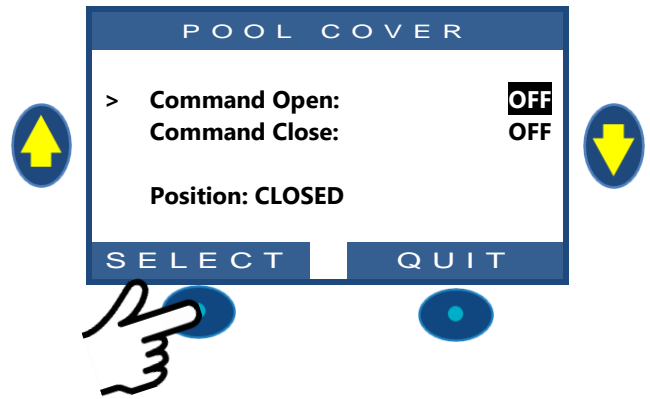 POOL COVER
> Command Open: OFF
Command Close: OFF
Position: CLOSED
SELECT QUIT